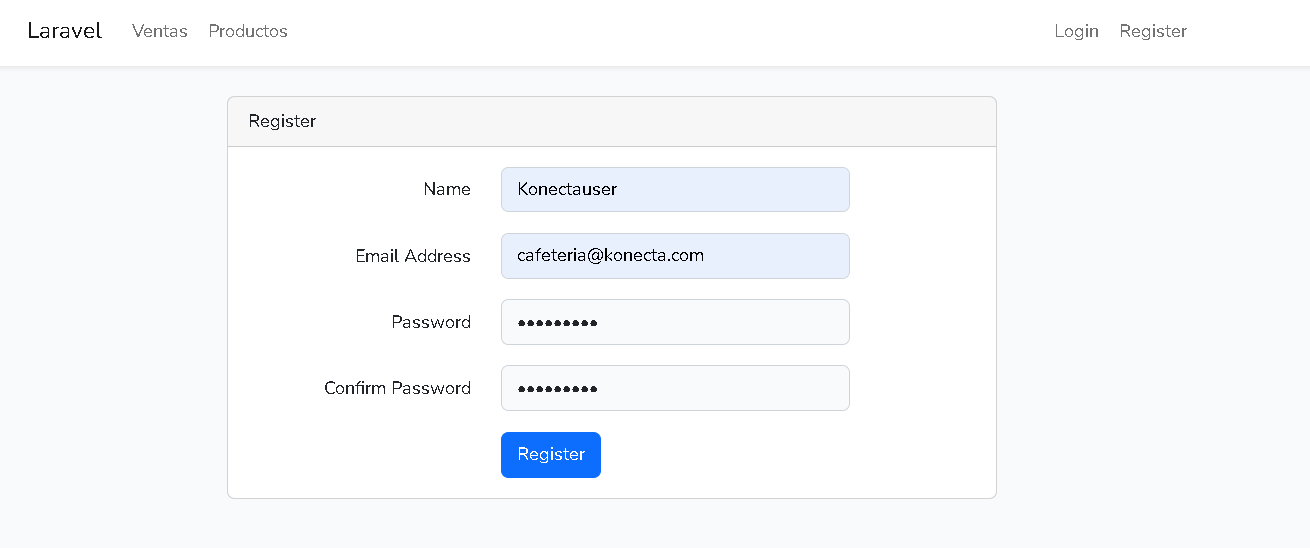 Laravel Ventas Productos Login Register
Register
Name Konectauser
Email Address cafeteria@konecta.com
Password •••••••••
Confirm Password •••••••••
Register